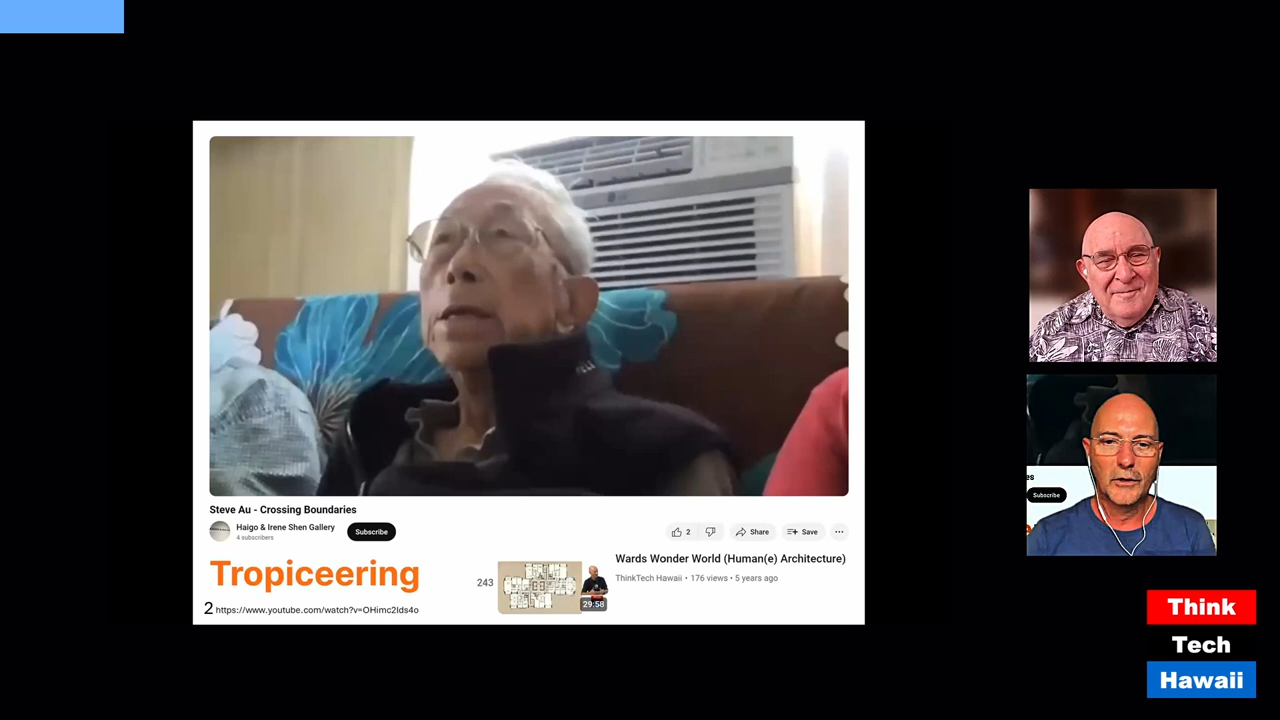 Steve Au - Crossing Boundaries
Haigo & Irene Shen Gallery
4 subscribers
Subscribe
2
Share
Save
Tropiceering
2 https://www.youtube.com/watch?v=OHimc2Ids4o
243
29:58
Wards Wonder World (Human(e) Architecture)
ThinkTech Hawaii • 176 views • 5 years ago
es
Subscribe
Think
Tech
Hawaii